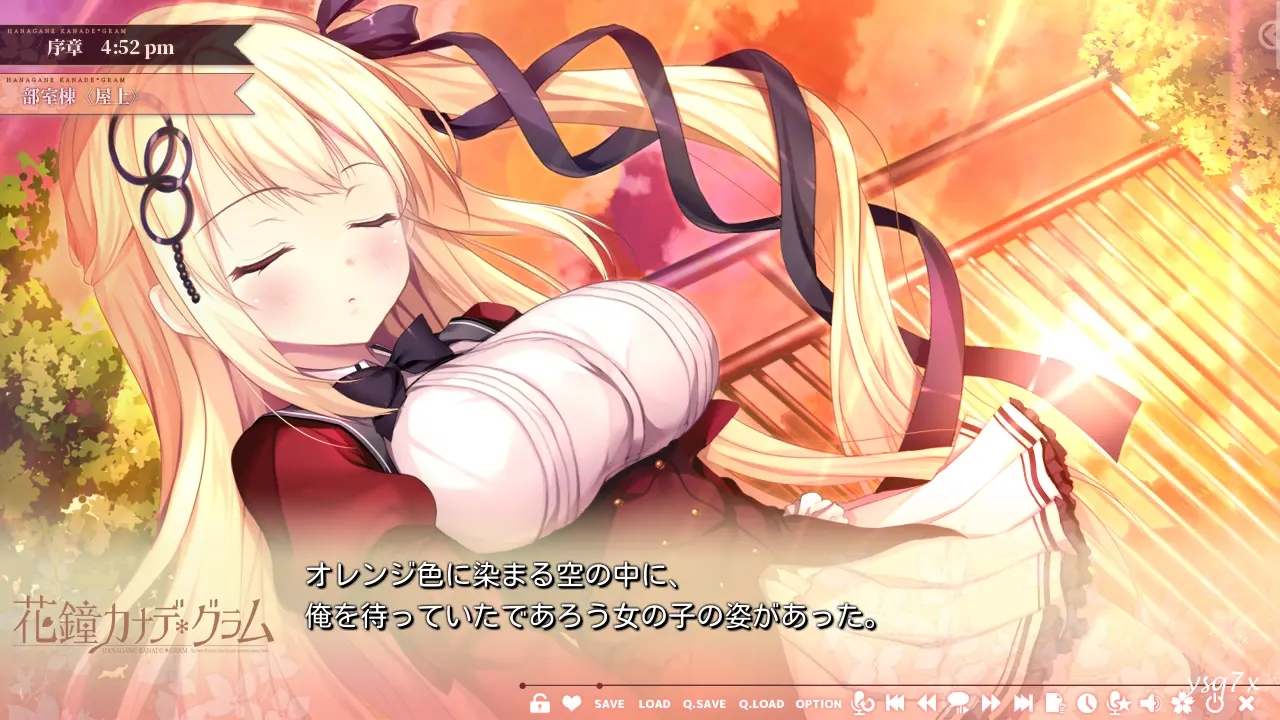 HANAGANE KANADE*GRAM
序章 4:52 pm
HANAGANE KANADE*GRAM
部室棟《屋上》
オレンジ色に染まる空の中に、
俺を待っていたであろう女の子の姿があった。
花鐘カナデ*グラム
HANAGANE KANADE*GRAM
SAVE LOAD Q.SAVE Q.LOAD OPTION
ysq7x